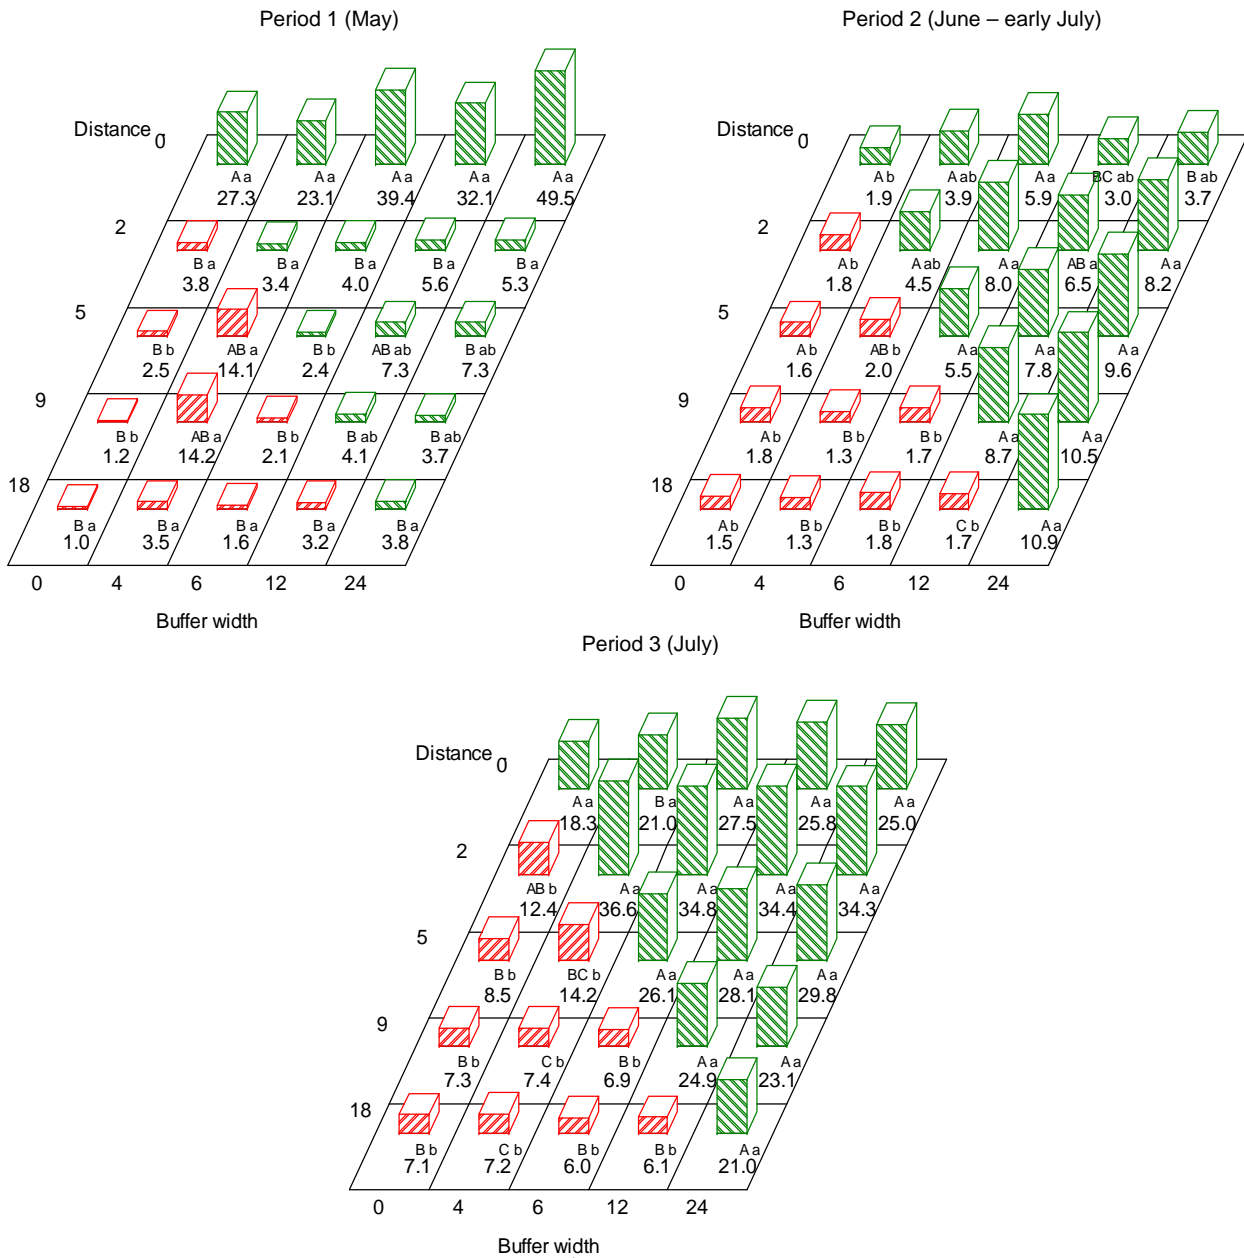 Period 1 (May)
Distance 0
A a A a A a A a A a
27.3 23.1 39.4 32.1 49.5
2
B a B a B a B a B a
3.8 3.4 4.0 5.6 5.3
5
B b AB a B b AB ab B ab
2.5 14.1 2.4 7.3 7.3
9
B b AB a B b B ab B ab
1.2 14.2 2.1 4.1 3.7
18
B a B a B a B a B a
1.0 3.5 1.6 3.2 3.8
0 4 6 12 24
Buffer width
Period 2 (June – early July)
Distance 0
A b A ab A a BC ab B ab
1.9 3.9 5.9 3.0 3.7
2
A b A ab A a AB a A a
1.8 4.5 8.0 6.5 8.2
5
A b AB b A a A a A a
1.6 2.0 5.5 7.8 9.6
9
A b B b B b A a A a
1.8 1.3 1.7 8.7 10.5
18
A b B b B b C b A a
1.5 1.3 1.8 1.7 10.9
0 4 6 12 24
Buffer width
Period 3 (July)
Distance 0
A a B a A a A a A a
18.3 21.0 27.5 25.8 25.0
2
AB b A a A a A a A a
12.4 36.6 34.8 34.4 34.3
5
B b BC b A a A a A a
8.5 14.2 26.1 28.1 29.8
9
B b C b B b A a A a
7.3 7.4 6.9 24.9 23.1
18
B b C b B b B b A a
7.1 7.2 6.0 6.1 21.0
0 4 6 12 24
Buffer width